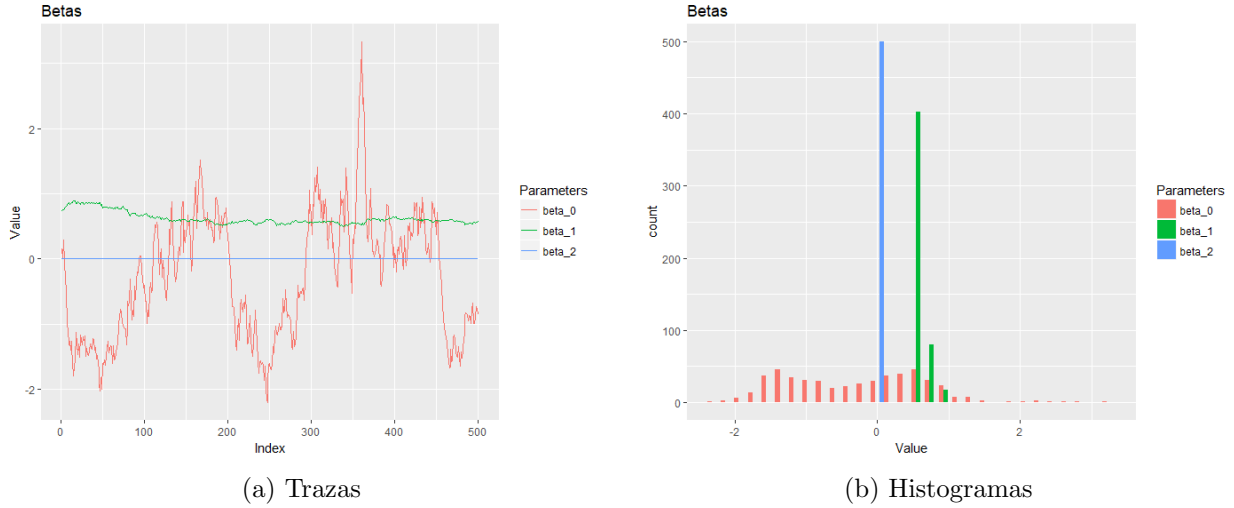 Betas
Value
2
0
-2
0
100
200
300
400
500
Index
Parameters
beta_0
beta_1
beta_2
(a) Trazas
Betas
count
500
400
300
200
100
0
-2
0
2
Value
Parameters
beta_0
beta_1
beta_2
(b) Histogramas